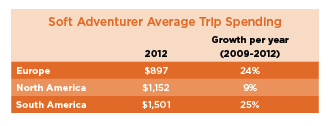 Soft Adventurer Average Trip Spending
2012 Growth per year (2009-2012)
Europe $897 24%
North America $1,152 9%
South America $1,501 25%